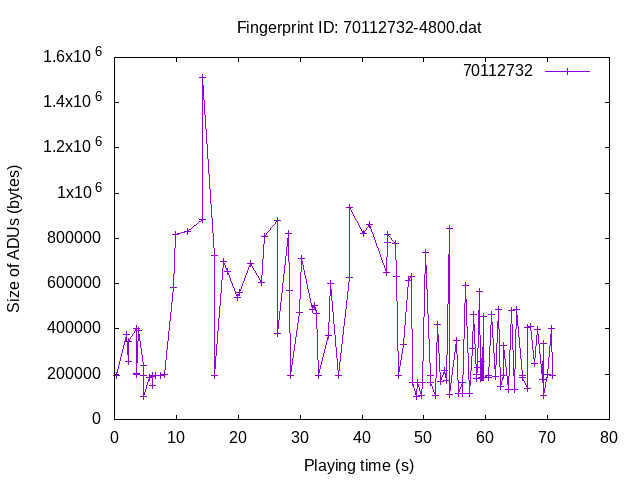 Fingerprint ID: 70112732-4800.dat
70112732
1.6x10^6
1.4x10^6
1.2x10^6
1x10^6
800000
600000
400000
200000
0
Size of ADUs (bytes)
0 10 20 30 40 50 60 70 80
Playing time (s)